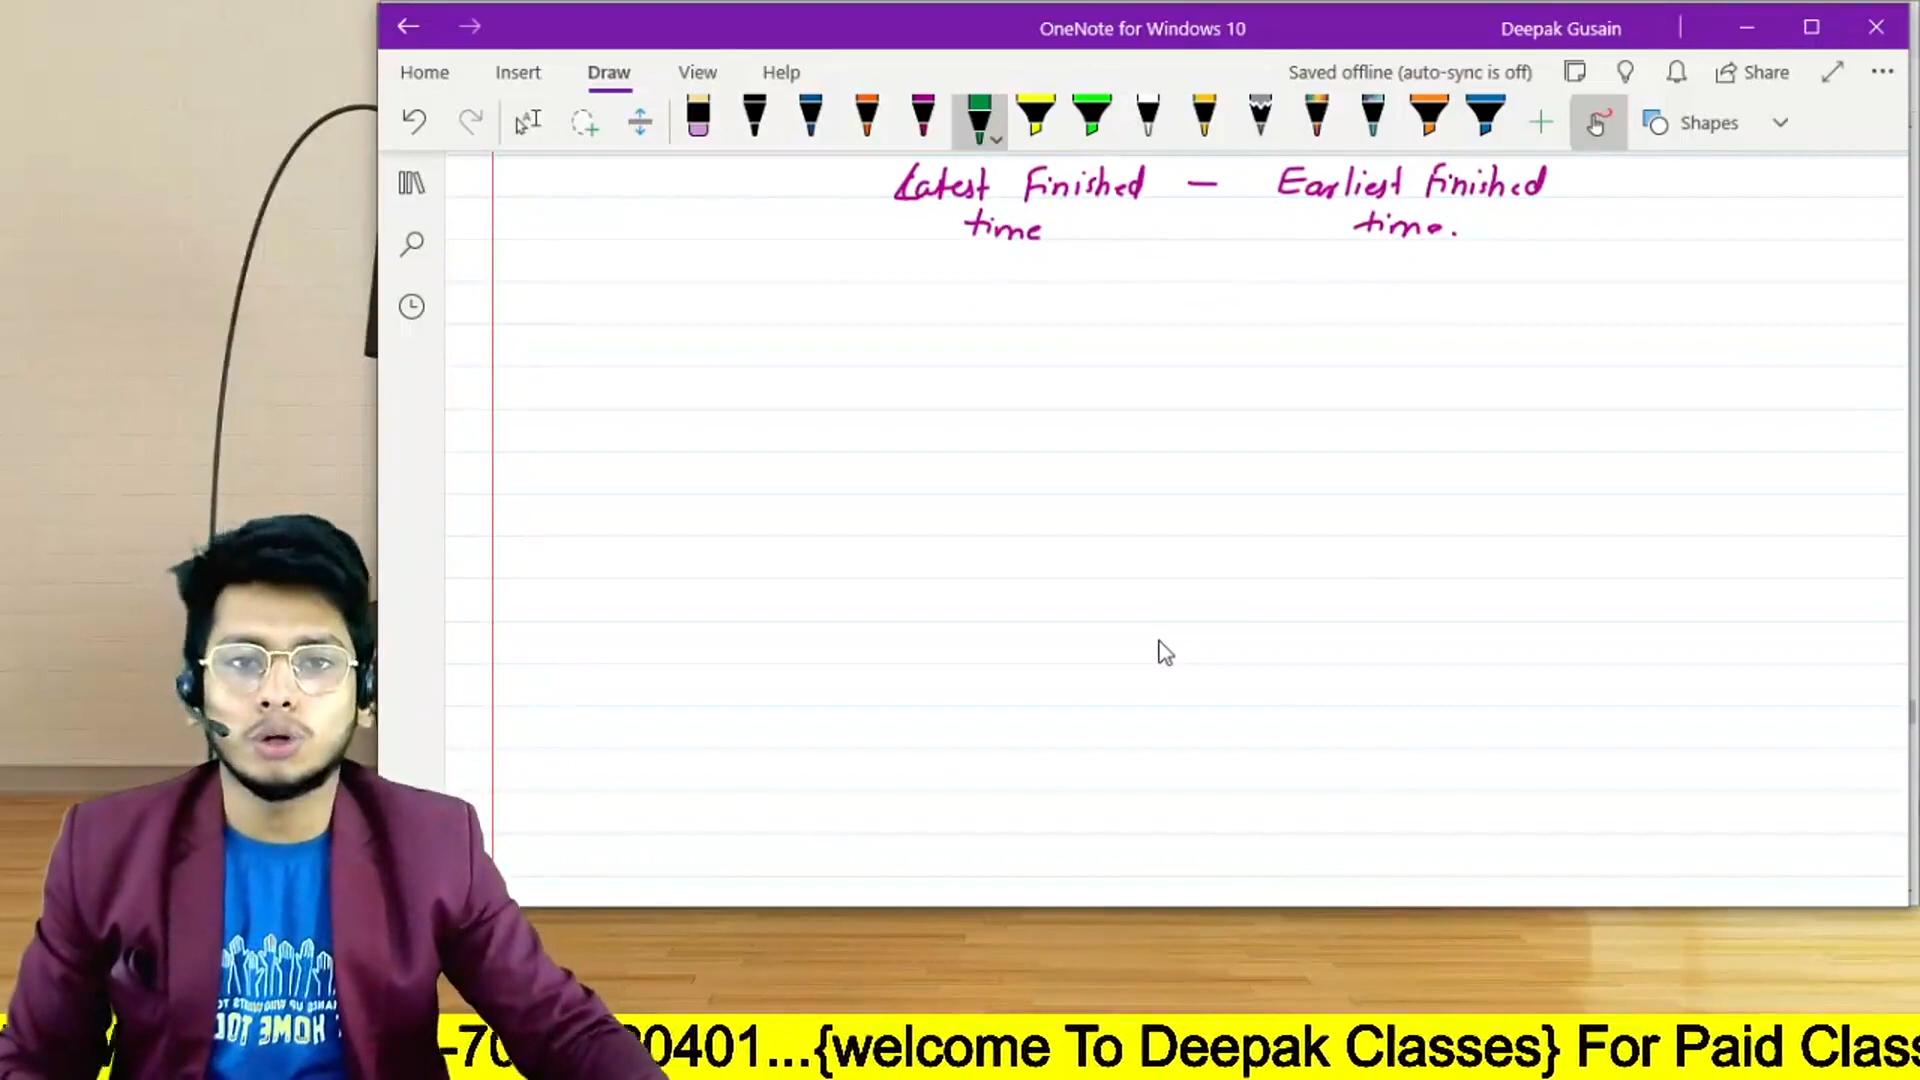 OneNote for Windows 10 Deepak Gusain
Home Insert Draw View Help Saved offline (auto-sync is off) Share
Shapes
Latest Finished — Earliest Finished
time time.
HOME
0401...{welcome To Deepak Classes} For Paid Class